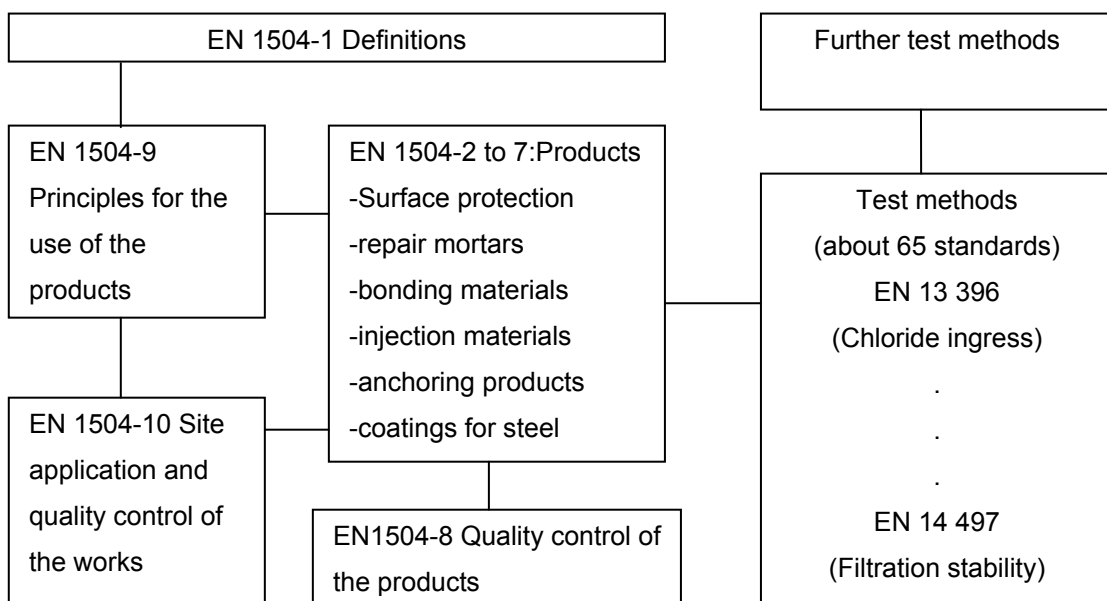 EN 1504-1 Definitions
Further test methods
EN 1504-9
Principles for the
use of the
products
EN 1504-2 to 7:Products
-Surface protection
-repair mortars
-bonding materials
-injection materials
-anchoring products
-coatings for steel
Test methods
(about 65 standards)
EN 13 396
(Chloride ingress)
.
.
.
EN 14 497
(Filtration stability)
EN 1504-10 Site
application and
quality control of
the works
EN1504-8 Quality control of
the products